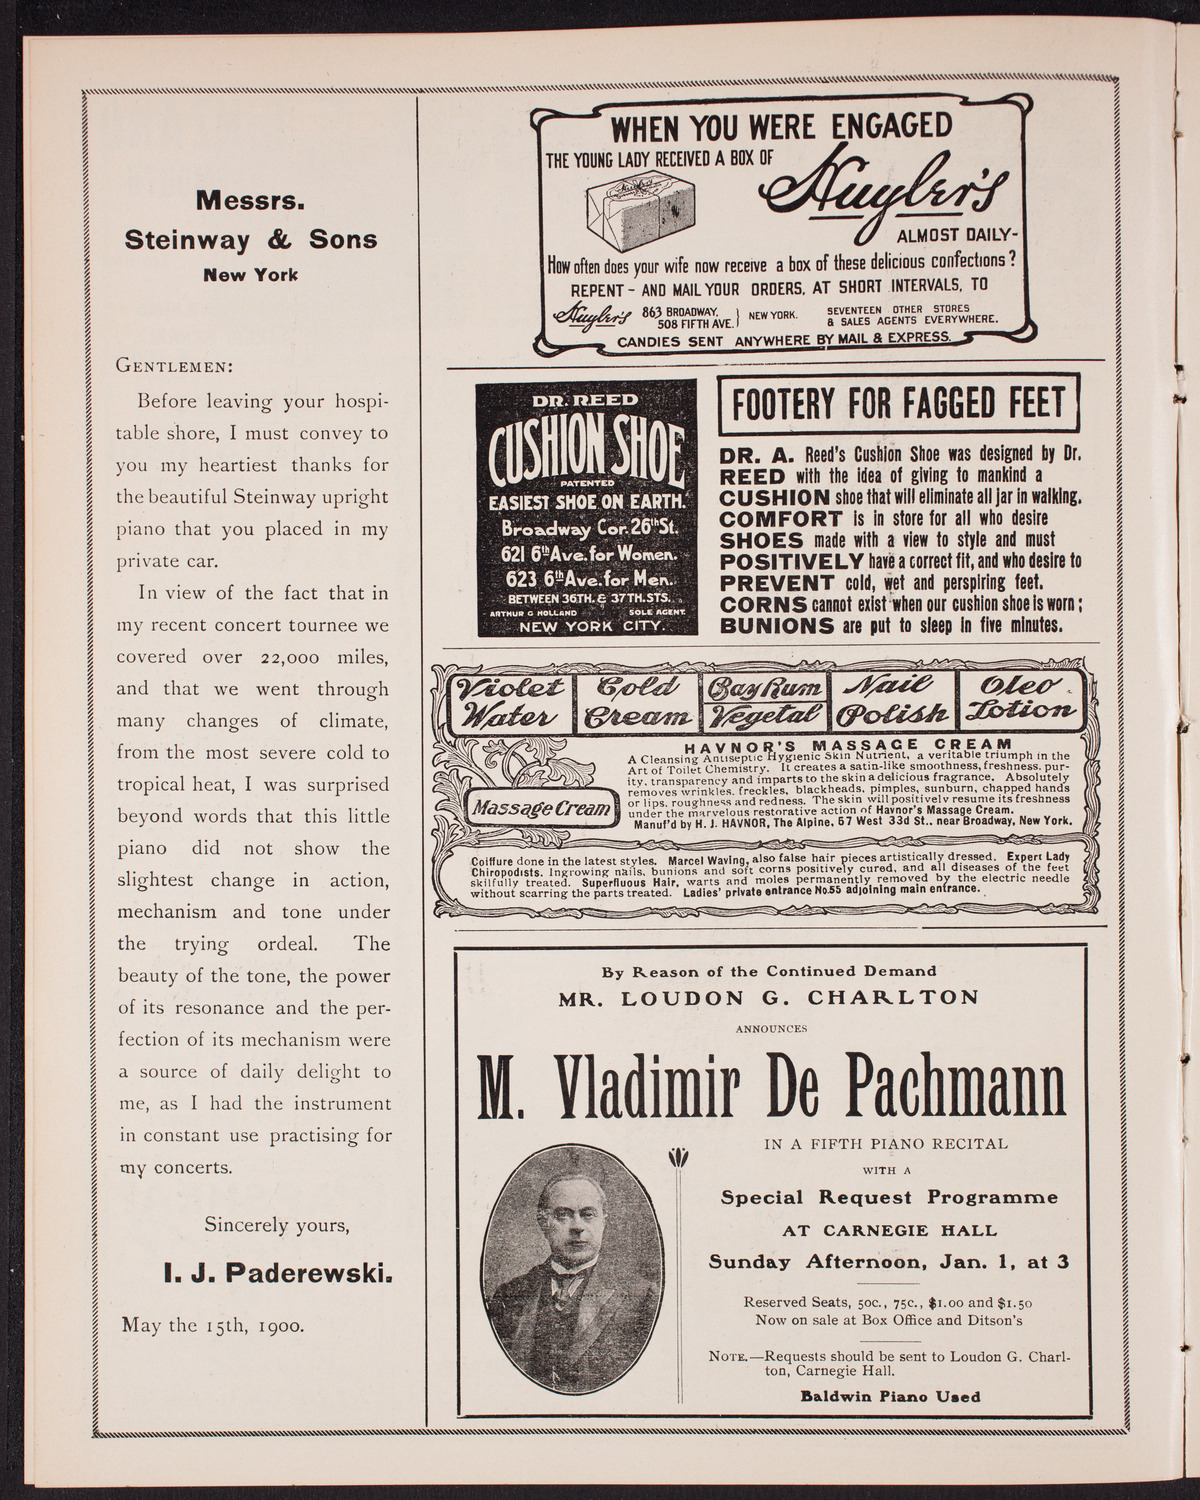 Messrs.
Steinway & Sons
New York
GENTLEMEN:
Before leaving your hospi-
table shore, I must convey to
you my heartiest thanks for
the beautiful Steinway upright
piano that you placed in my
private car.
In view of the fact that in
my recent concert tournee we
covered over 22,000 miles,
and that we went through
many changes of climate,
from the most severe cold to
tropical heat, I was surprised
beyond words that this little
piano did not show the
slightest change in action,
mechanism and tone under
the trying ordeal. The
beauty of the tone, the power
of its resonance and the per-
fection of its mechanism were
a source of daily delight to
me, as I had the instrument
in constant use practising for
my concerts.
Sincerely yours,
I. J. Paderewski.
May the 15th, 1900.
WHEN YOU WERE ENGAGED
THE YOUNG LADY RECEIVED A BOX OF
Huyler's
ALMOST DAILY-
How often does your wife now receive a box of these delicious confections?
REPENT - AND MAIL YOUR ORDERS, AT SHORT INTERVALS, TO
Huyler's 863 BROADWAY, 508 FIFTH AVE. } NEW YORK. SEVENTEEN OTHER STORES & SALES AGENTS EVERYWHERE.
CANDIES SENT ANYWHERE BY MAIL & EXPRESS.
DR. REED
CUSHION SHOE
PATENTED
EASIEST SHOE ON EARTH.
Broadway Cor. 26th St.
621 6th Ave. for Women.
623 6th Ave. for Men.
BETWEEN 36TH. & 37TH. STS.
ARTHUR G HOLLAND SOLE AGENT.
NEW YORK CITY.
FOOTERY FOR FAGGED FEET
DR. A. Reed's Cushion Shoe was designed by Dr.
REED with the idea of giving to mankind a
CUSHION shoe that will eliminate all jar in walking.
COMFORT is in store for all who desire
SHOES made with a view to style and must
POSITIVELY have a correct fit, and who desire to
PREVENT cold, wet and perspiring feet.
CORNS cannot exist when our cushion shoe is worn;
BUNIONS are put to sleep in five minutes.
Violet Water
Cold Cream
Bay Rum
Vegetal
Nail Polish
Oleo Lotion
Massage Cream
HAVNOR'S MASSAGE CREAM
A Cleansing Antiseptic Hygienic Skin Nutrient, a veritable triumph in the
Art of Toilet Chemistry. It creates a satin-like smoothness, freshness, pur-
ity, transparency and imparts to the skin a delicious fragrance. Absolutely
removes wrinkles, freckles, blackheads, pimples, sunburn, chapped hands
or lips, roughness and redness. The skin will positively resume its freshness
under the marvelous restorative action of Havnor's Massage Cream.
Manuf'd by H. J. HAVNOR, The Alpine, 57 West 33d St., near Broadway, New York.
Coiffure done in the latest styles. Marcel Waving, also false hair pieces artistically dressed. Expert Lady
Chiropodists. Ingrowing nails, bunions and soft corns positively cured, and all diseases of the feet
skilfully treated. Superfluous Hair, warts and moles permanently removed by the electric needle
without scarring the parts treated. Ladies' private entrance No. 55 adjoining main entrance.
By Reason of the Continued Demand
MR. LOUDON G. CHARLTON
ANNOUNCES
M. Vladimir De Pachmann
IN A FIFTH PIANO RECITAL
WITH A
Special Request Programme
AT CARNEGIE HALL
Sunday Afternoon, Jan. 1, at 3
Reserved Seats, 50c., 75c., $1.00 and $1.50
Now on sale at Box Office and Ditson's
NOTE.—Requests should be sent to Loudon G. Charl-
ton, Carnegie Hall.
Baldwin Piano Used